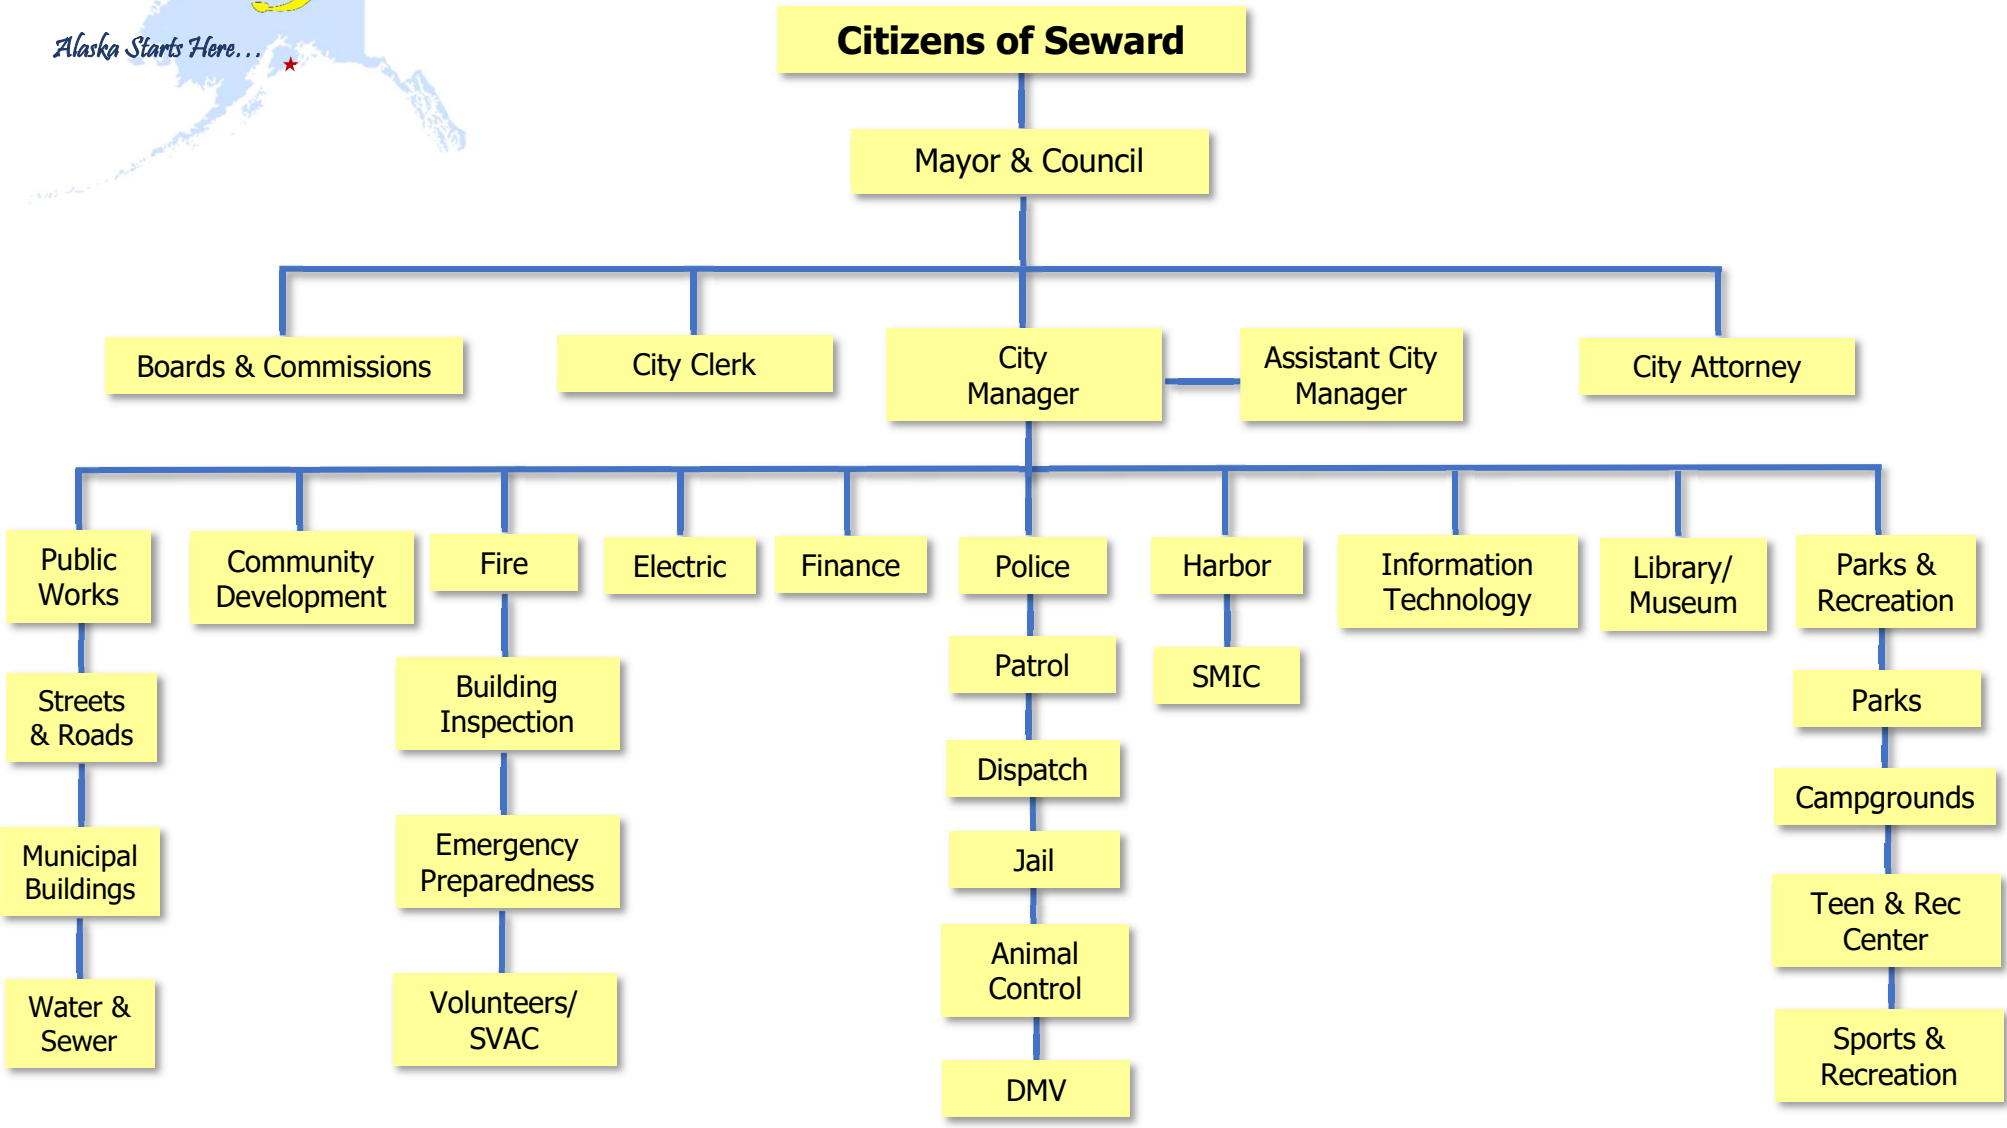 Alaska Starts Here...
Citizens of Seward
Mayor & Council
Boards & Commissions
City Clerk
City
Manager
Assistant City
Manager
City Attorney
Public
Works
Community
Development
Fire
Electric
Finance
Police
Harbor
Information
Technology
Library/
Museum
Parks &
Recreation
Streets
& Roads
Municipal
Buildings
Water &
Sewer
Building
Inspection
Emergency
Preparedness
Volunteers/
SVAC
Patrol
Dispatch
Jail
Animal
Control
DMV
SMIC
Parks
Campgrounds
Teen & Rec
Center
Sports &
Recreation